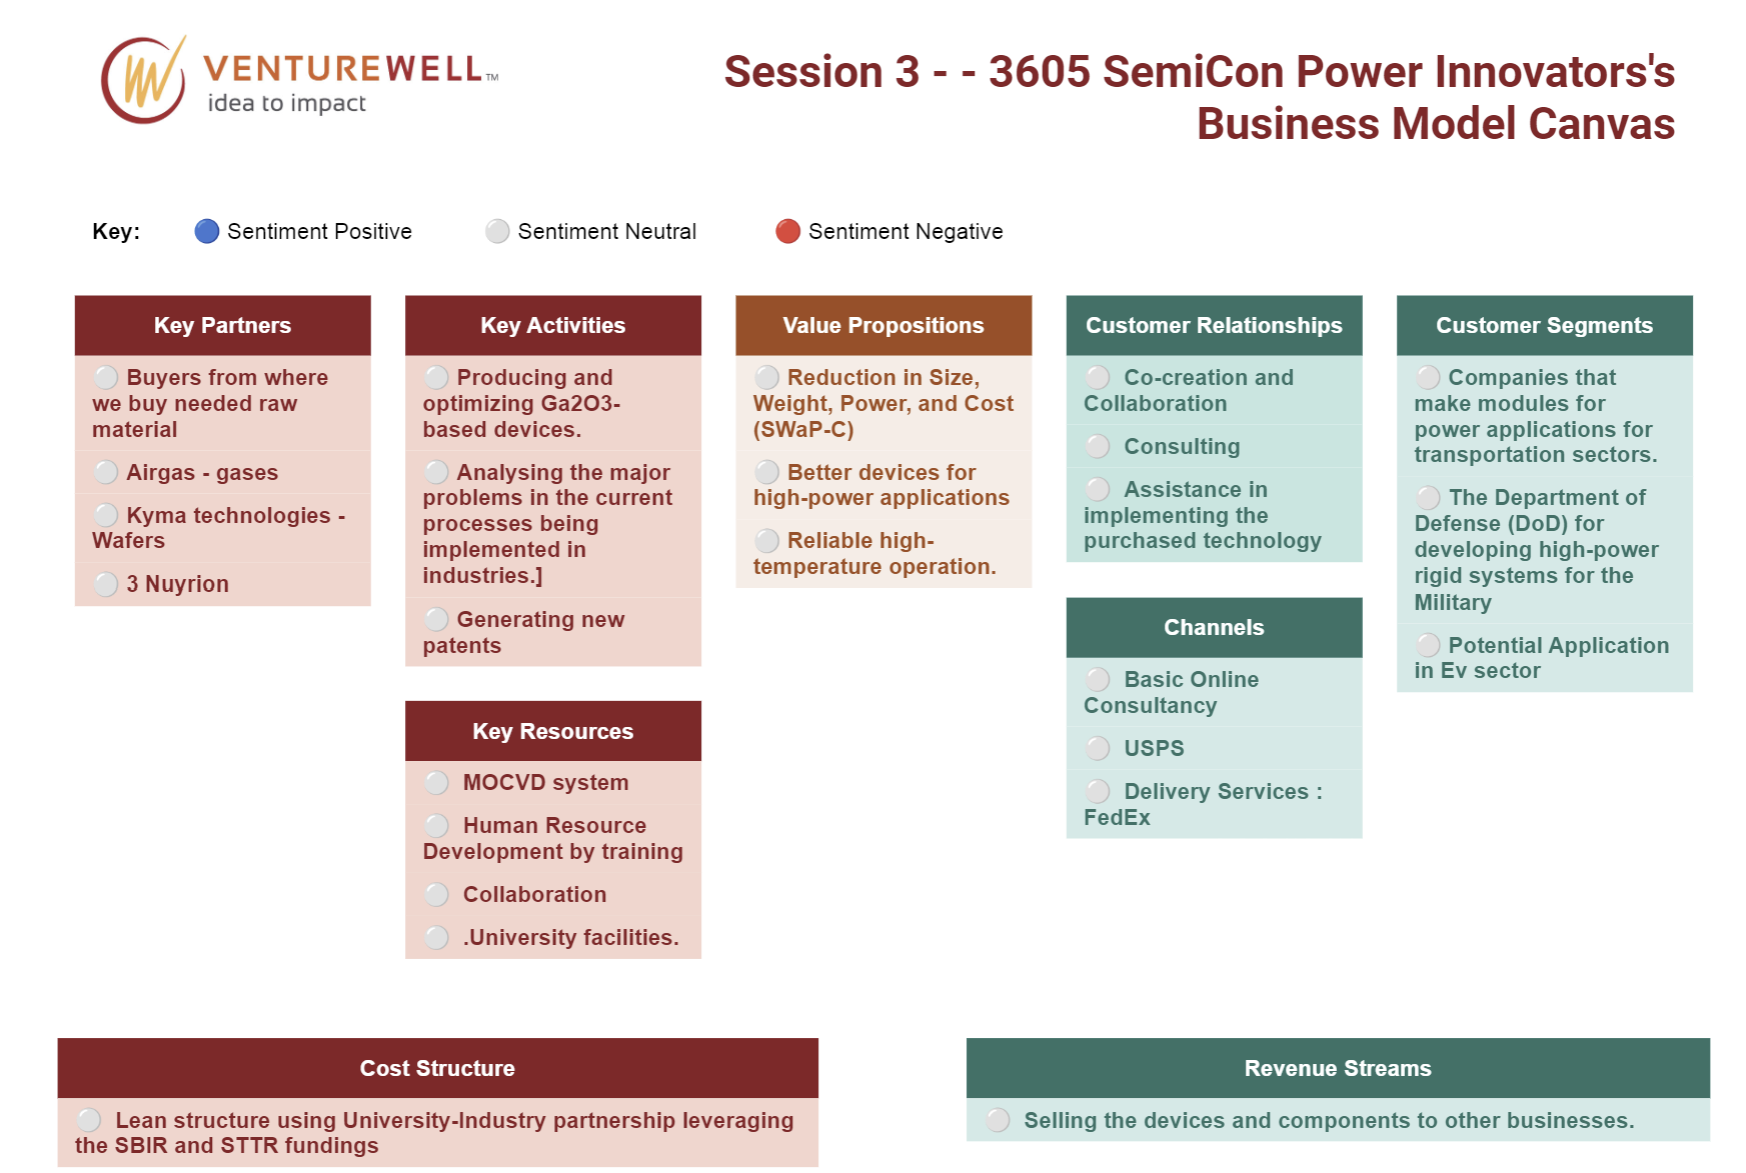 VENTUREWELL™
idea to impact
Session 3 - - 3605 SemiCon Power Innovators's
Business Model Canvas
Key:
Sentiment Positive
Sentiment Neutral
Sentiment Negative
Key Partners
Buyers from where
we buy needed raw
material
Airgas - gases
Kyma technologies -
Wafers
3 Nuyrion
Key Activities
Producing and
optimizing Ga2O3-
based devices.
Analysing the major
problems in the current
processes being
implemented in
industries.]
Generating new
patents
Key Resources
MOCVD system
Human Resource
Development by training
Collaboration
.University facilities.
Value Propositions
Reduction in Size,
Weight, Power, and Cost
(SWaP-C)
Better devices for
high-power applications
Reliable high-
temperature operation.
Customer Relationships
Co-creation and
Collaboration
Consulting
Assistance in
implementing the
purchased technology
Channels
Basic Online
Consultancy
USPS
Delivery Services :
FedEx
Customer Segments
Companies that
make modules for
power applications for
transportation sectors.
The Department of
Defense (DoD) for
developing high-power
rigid systems for the
Military
Potential Application
in Ev sector
Cost Structure
Lean structure using University-Industry partnership leveraging
the SBIR and STTR fundings
Revenue Streams
Selling the devices and components to other businesses.